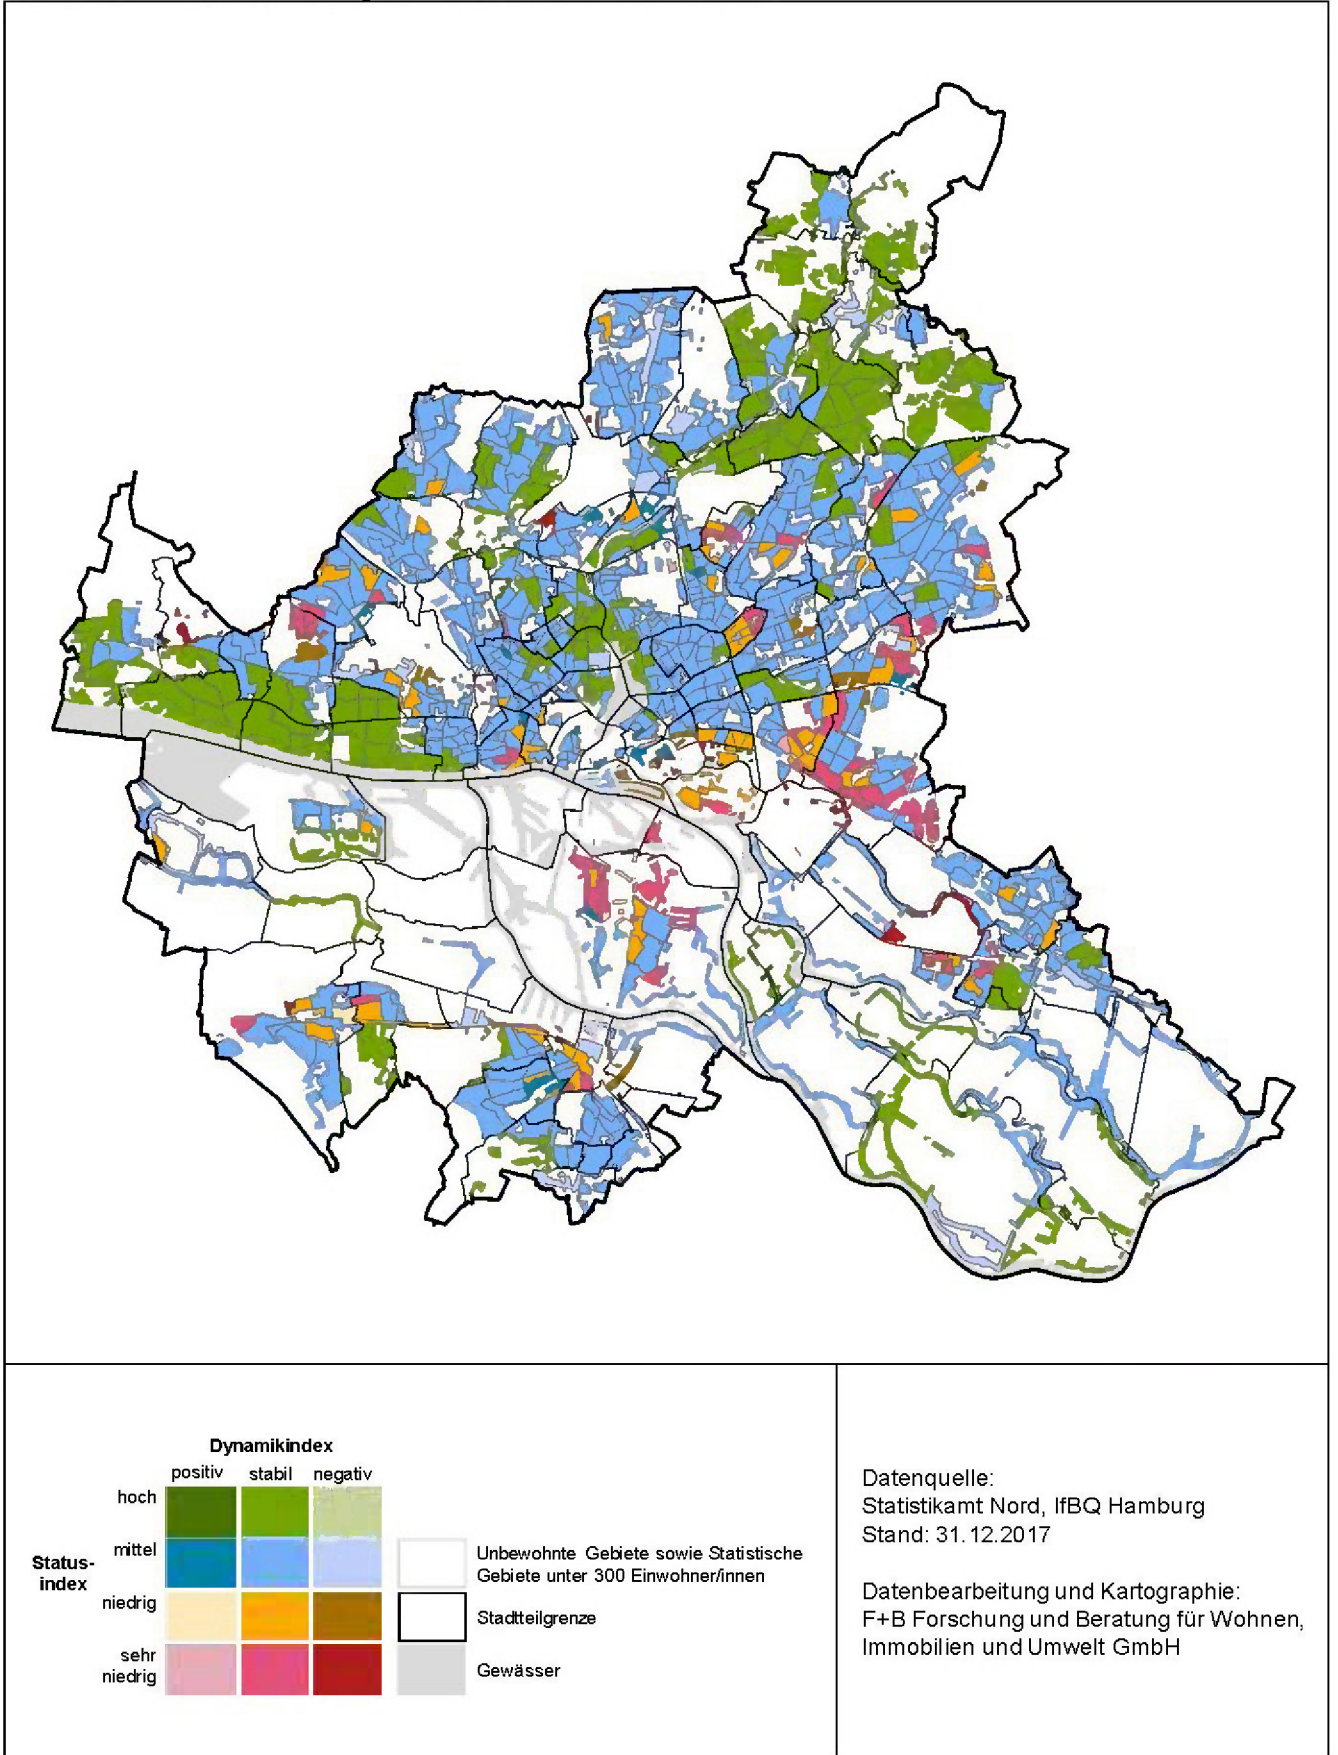 Dynamikindex
positiv stabil negativ
hoch
mittel
Status-
index
niedrig
sehr
niedrig
Unbewohnte Gebiete sowie Statistische
Gebiete unter 300 Einwohner/innen
Stadtteilgrenze
Gewässer
Datenquelle:
Statistikamt Nord, IfBQ Hamburg
Stand: 31.12.2017
Datenbearbeitung und Kartographie:
F+B Forschung und Beratung für Wohnen,
Immobilien und Umwelt GmbH